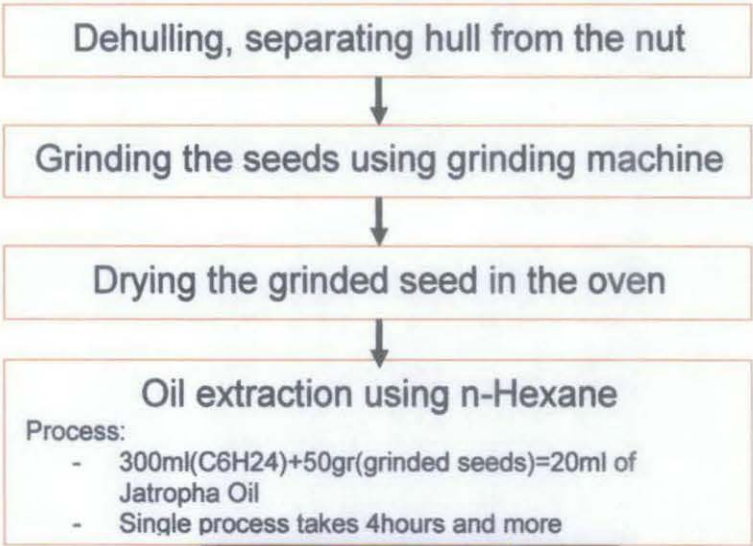 Dehulling, separating hull from the nut
Grinding the seeds using grinding machine
Drying the grinded seed in the oven
Oil extraction using n-Hexane
Process:
- 300ml(C6H24)+50gr(grinded seeds)=20ml of
Jatropha Oil
- Single process takes 4hours and more